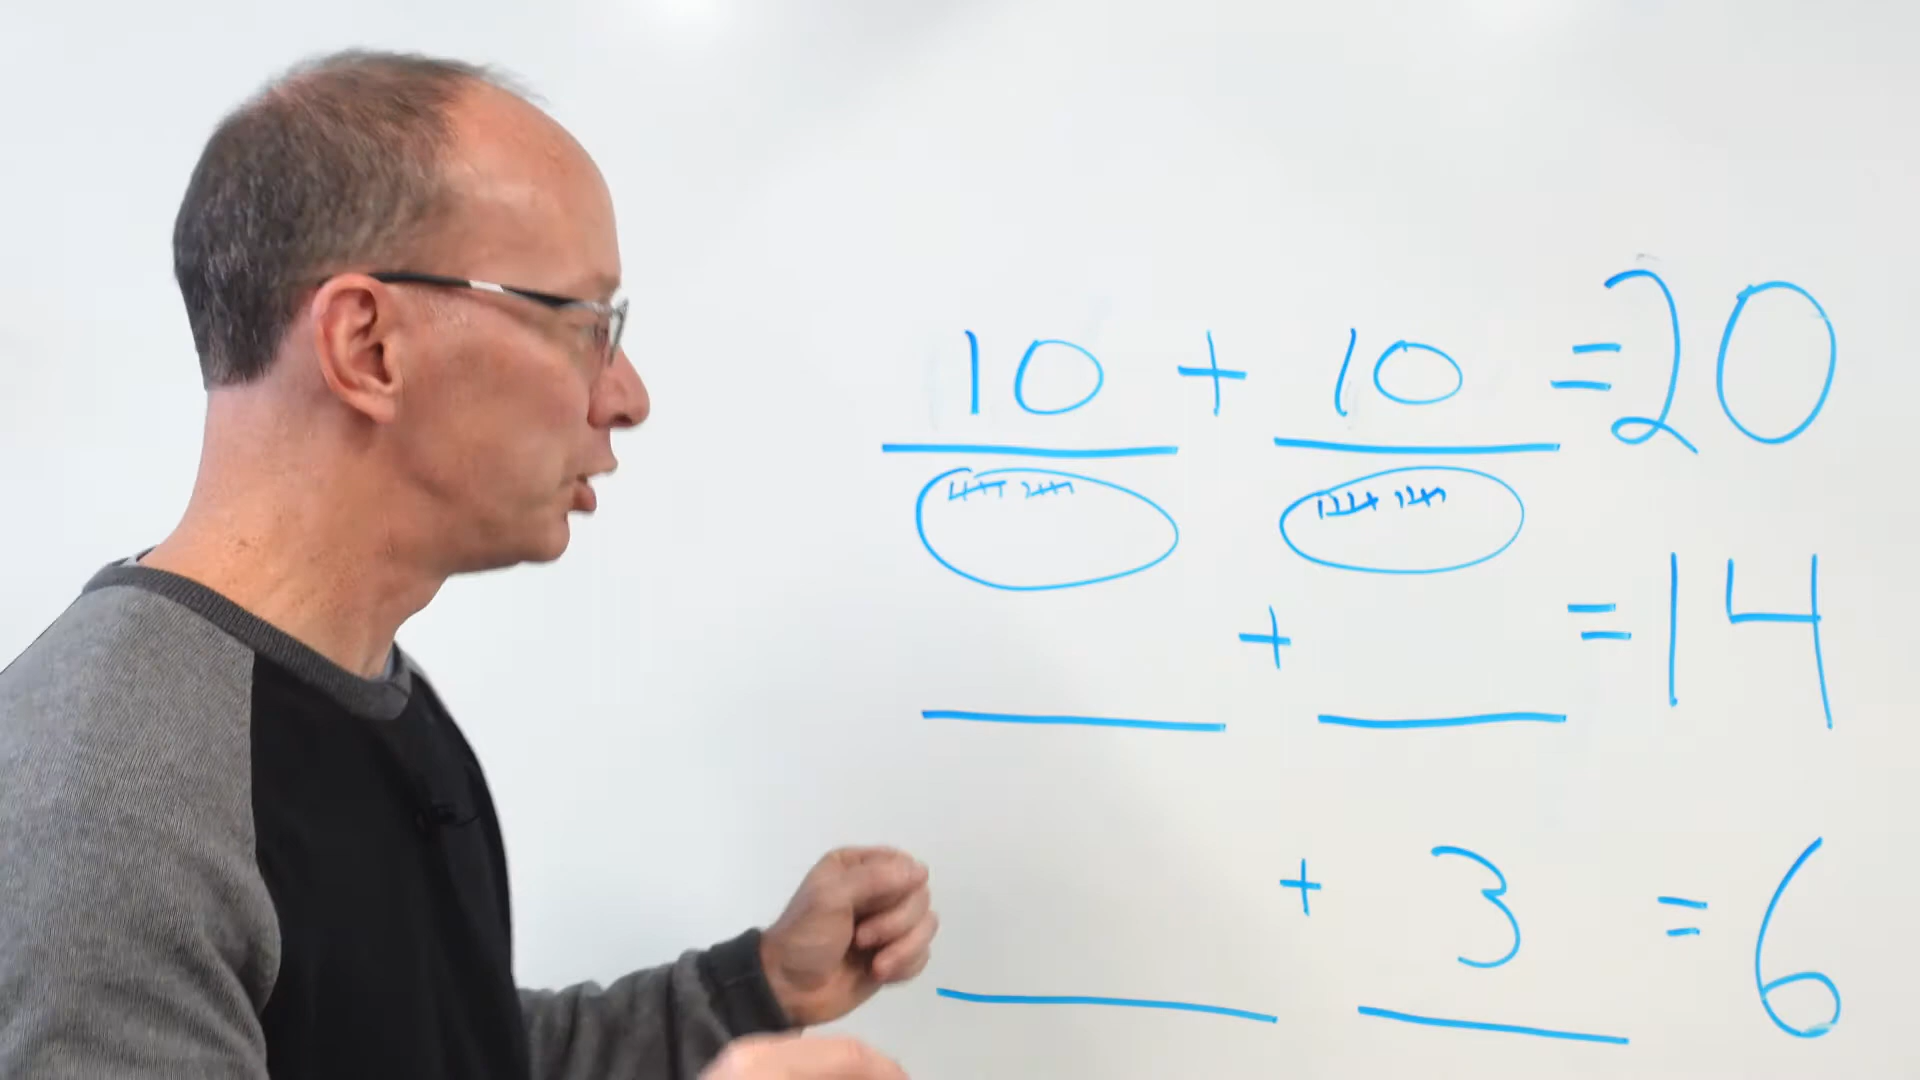 10 + 10 = 20
+ = 14
+ 3 = 6